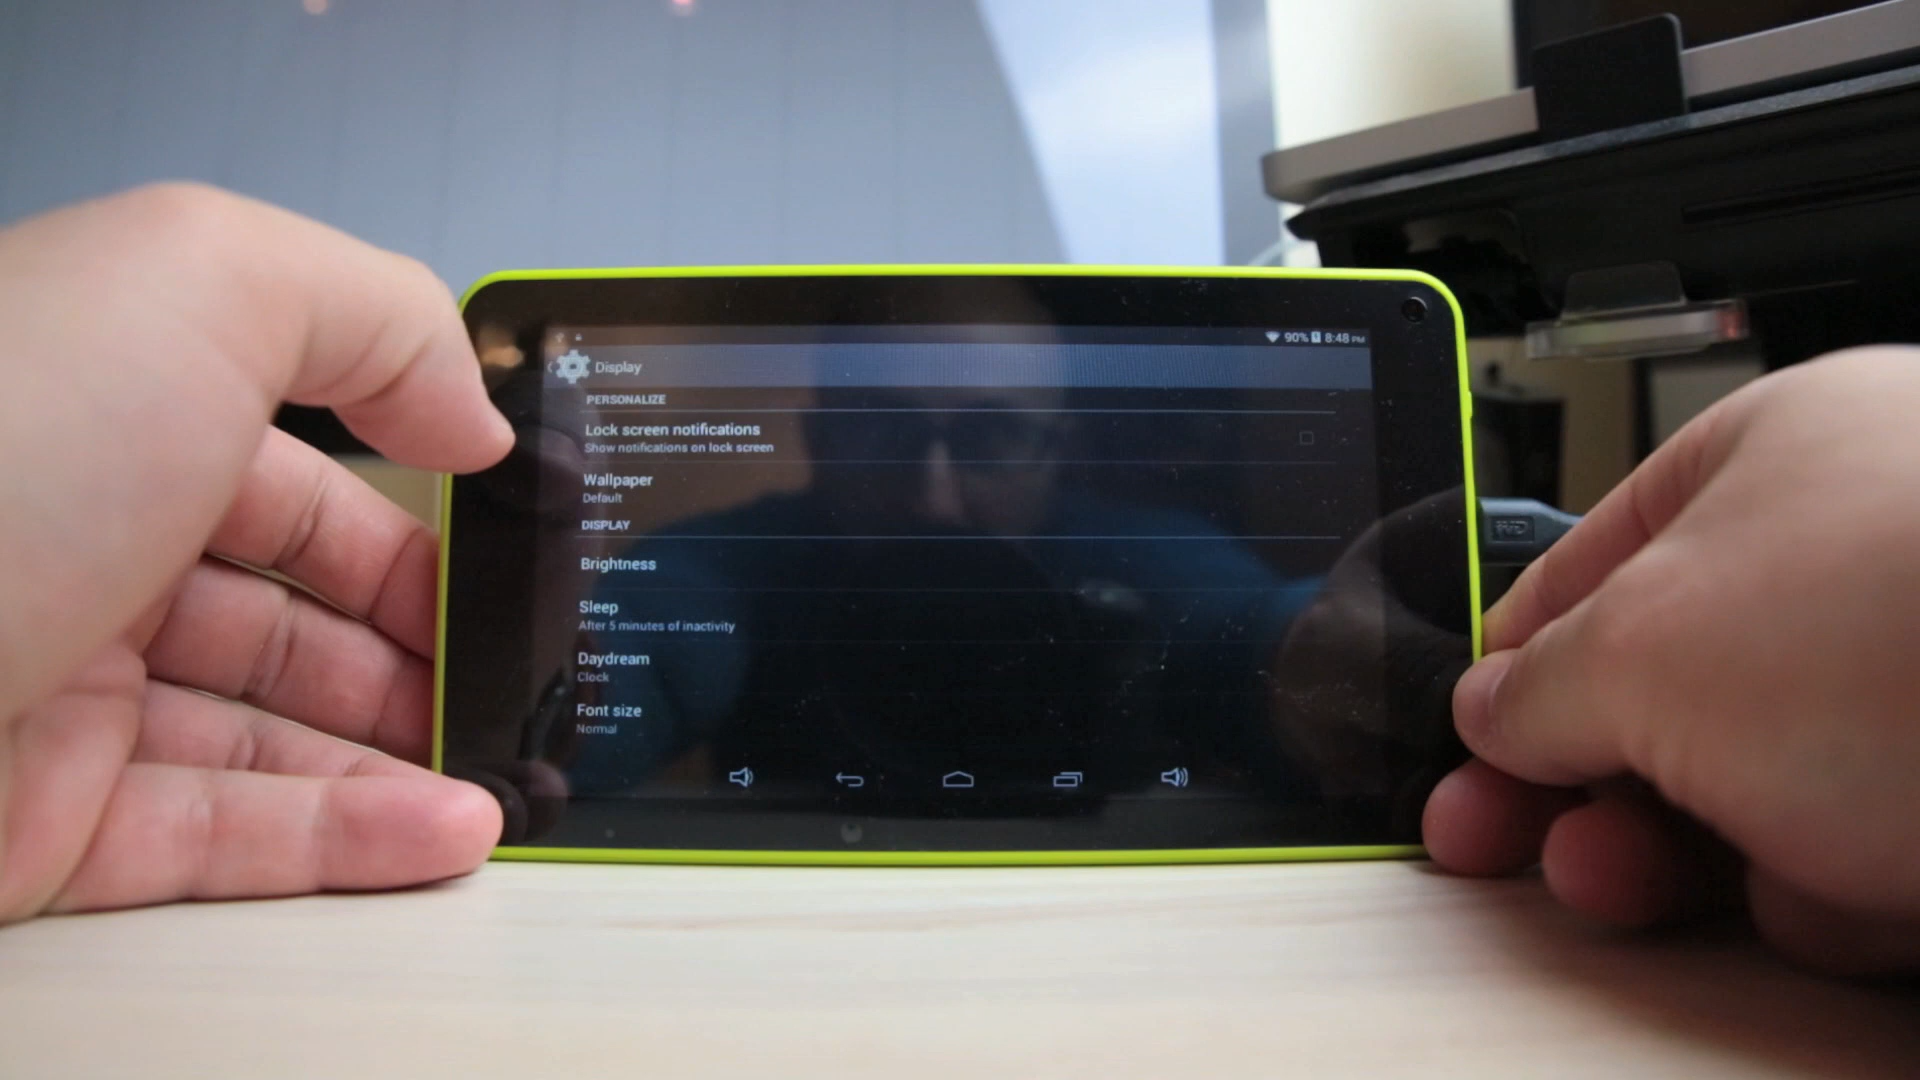 90% 8:48 PM
Display
PERSONALIZE
Lock screen notifications
Show notifications on lock screen
Wallpaper
Default
DISPLAY
Brightness
Sleep
After 5 minutes of inactivity
Daydream
Clock
Font size
Normal
WD